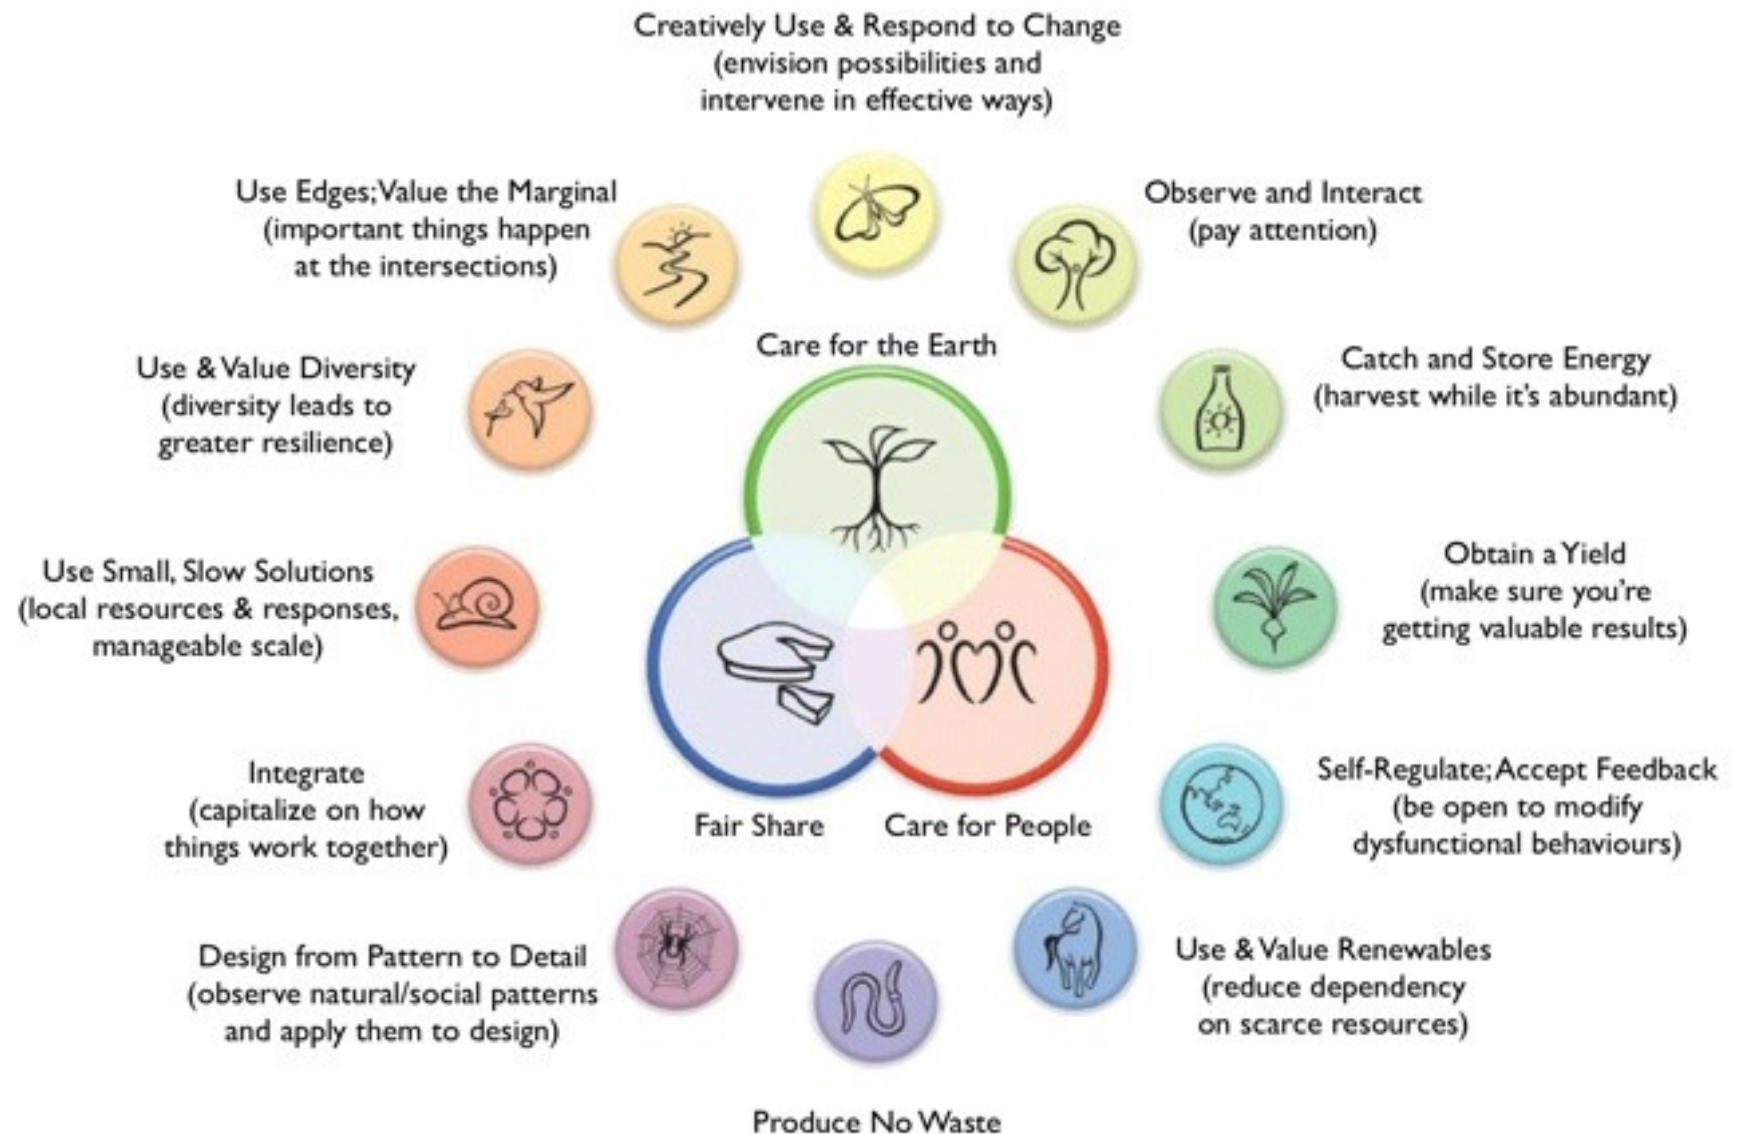 Creatively Use & Respond to Change
(envision possibilities and
intervene in effective ways)
Observe and Interact
(pay attention)
Catch and Store Energy
(harvest while it's abundant)
Obtain a Yield
(make sure you're
getting valuable results)
Self-Regulate; Accept Feedback
(be open to modify
dysfunctional behaviours)
Use & Value Renewables
(reduce dependency
on scarce resources)
Produce No Waste
Design from Pattern to Detail
(observe natural/social patterns
and apply them to design)
Integrate
(capitalize on how
things work together)
Use Small, Slow Solutions
(local resources & responses,
manageable scale)
Use & Value Diversity
(diversity leads to
greater resilience)
Use Edges; Value the Marginal
(important things happen
at the intersections)
Care for the Earth
Fair Share
Care for People